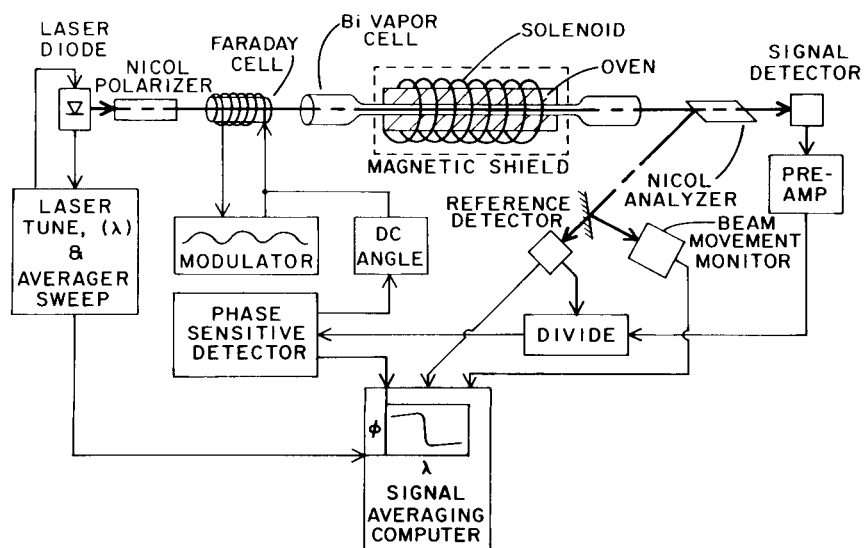 LASER
DIODE
NICOL
POLARIZER
FARADAY
CELL
Bi VAPOR
CELL
SOLENOID
OVEN
SIGNAL
DETECTOR
MAGNETIC SHIELD
NICOL
ANALYZER
PRE-
AMP
REFERENCE
DETECTOR
BEAM
MOVEMENT
MONITOR
LASER
TUNE, (λ)
&
AVERAGER
SWEEP
MODULATOR
DC
ANGLE
PHASE
SENSITIVE
DETECTOR
DIVIDE
ϕ
λ
SIGNAL
AVERAGING
COMPUTER